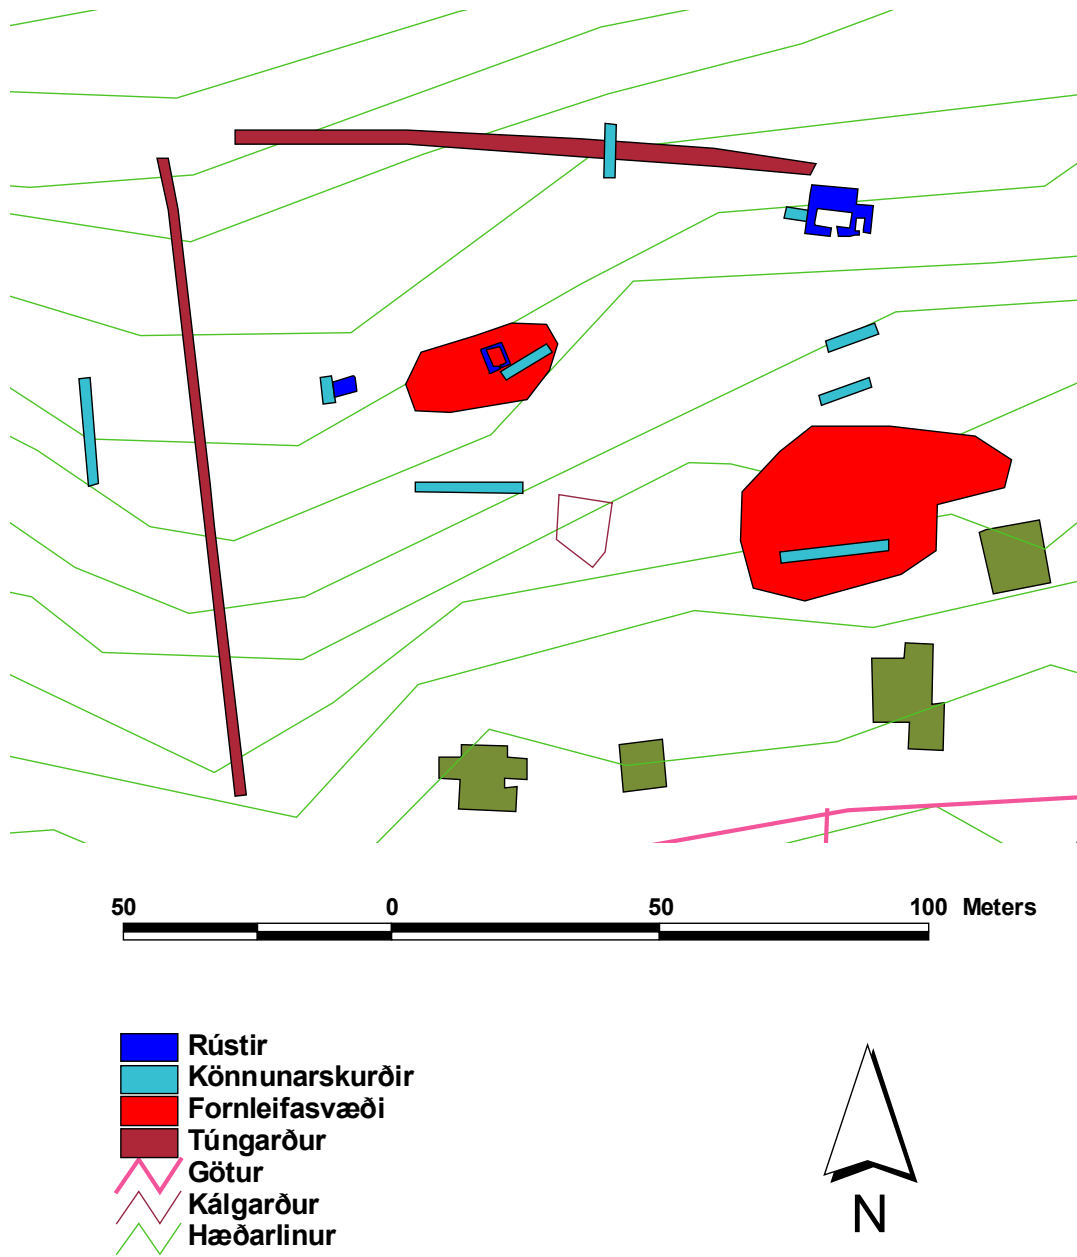 50 0 50 100 Meters
Rústir
Könnunarskurðir
Fornleifasvæði
Túngarður
Götur
Kálgarður
Hæðarlinur
N